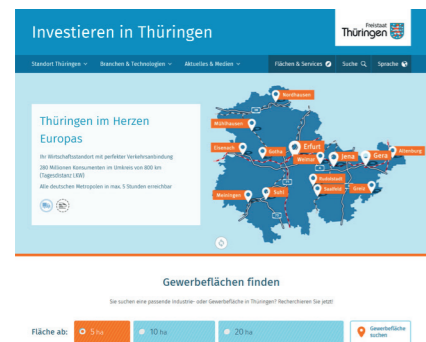 Investieren in Thüringen
Freistaat
Thüringen
Standort Thüringen
Branchen & Technologien
Aktuelles & Medien
Flächen & Services
Suche
Sprache
Thüringen im Herzen
Europas
Ihr Wirtschaftsstandort mit perfekter Verkehrsanbindung
280 Millionen Konsumenten im Umkreis von 800 km
(Tagesdistanz LKW)
Alle deutschen Metropolen in max. 5 Stunden erreichbar
Nordhausen
Mühlhausen
Eisenach
Gotha
Erfurt
Weimar
Jena
Gera
Altenburg
Rudolstadt
Saalfeld
Greiz
Meiningen
Suhl
Gewerbeflächen finden
Sie suchen eine passende Industrie- oder Gewerbefläche in Thüringen? Recherchieren Sie jetzt!
Fläche ab:
5 ha
10 ha
20 ha
Gewerbefläche
suchen